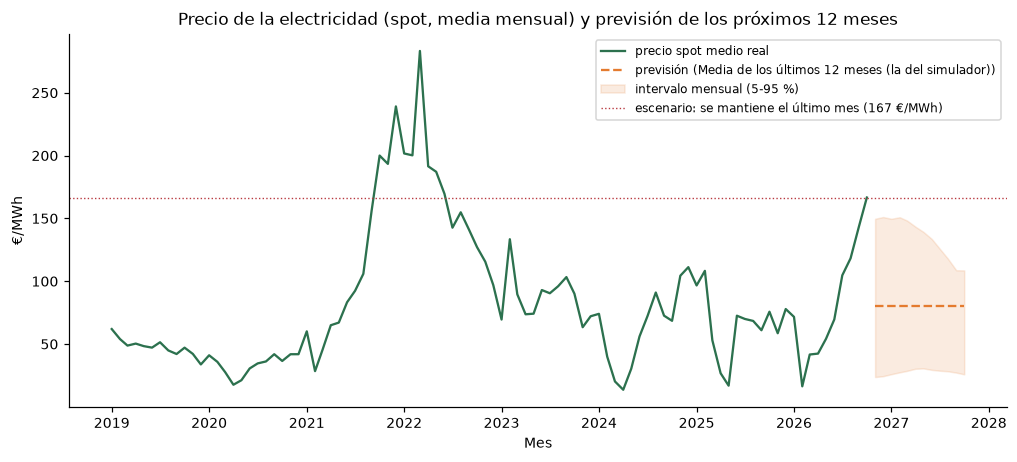 Precio de la electricidad (spot, media mensual) y previsión de los próximos 12 meses
precio spot medio real
previsión (Media de los últimos 12 meses (la del simulador))
intervalo mensual (5-95 %)
escenario: se mantiene el último mes (167 €/MWh)
€/MWh
250
200
150
100
50
2019 2020 2021 2022 2023 2024 2025 2026 2027 2028
Mes